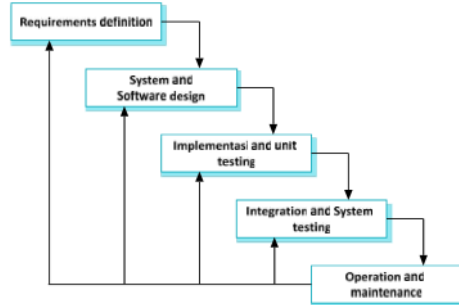 Requirements definition
System and
Software design
Implementasi and unit
testing
Integration and System
testing
Operation and
maintenance